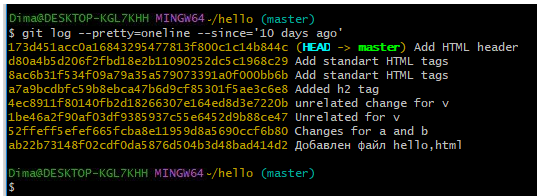 Dima@DESKTOP-KGL7KHH MINGW64 ~/hello (master)
$ git log --pretty=oneline --since='10 days ago'
173d451acc0a16843295477813f800c1c14b844c (HEAD -> master) Add HTML header
d80a4b5d206f2fbd18e2b11090252dc5c1968c29 Add standart HTML tags
8ac6b31f534f09a79a35a579073391a0f000bb6b Add standart HTML tags
a7a9bcdbfc59b8ebca47b6d9cf85301f5ae3c6e8 Added h2 tag
4ec8911f80140fb2d18266307e164ed8d3e7220b unrelated change for v
1be46a2f90af03df9385937c55e6452d9b88ce47 Unrelated for v
52ffeff5efef665fcba8e11959d8a5690ccf6b80 Changes for a and b
ab22b73148f02cdf0da5876d504b3d48bad414d2 Добавлен файл hello,html

Dima@DESKTOP-KGL7KHH MINGW64 ~/hello (master)
$